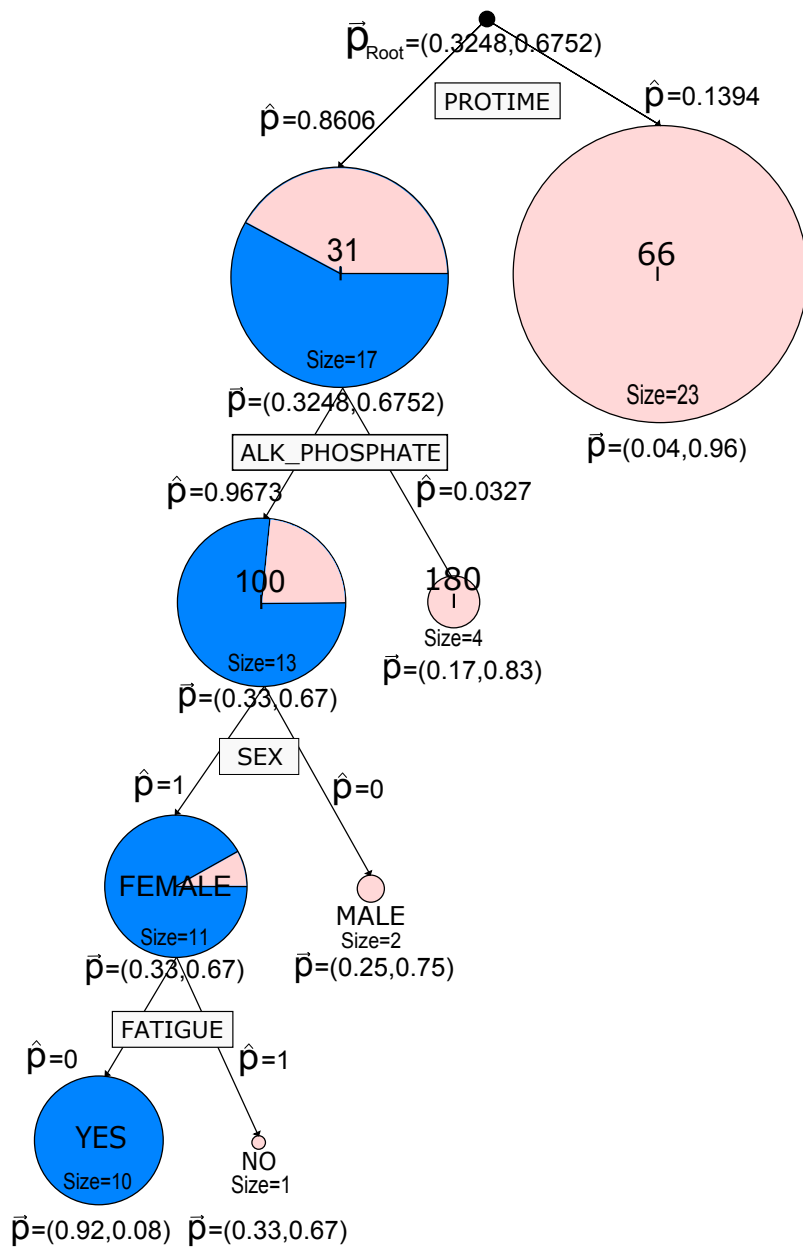 p⃗Root=(0.3248,0.6752)
PROTIME
p̂=0.8606
p̂=0.1394
31
Size=17
66
Size=23
p⃗=(0.3248,0.6752)
p⃗=(0.04,0.96)
ALK_PHOSPHATE
p̂=0.9673
p̂=0.0327
100
Size=13
180
Size=4
p⃗=(0.33,0.67)
p⃗=(0.17,0.83)
SEX
p̂=1
p̂=0
FEMALE
Size=11
MALE
Size=2
p⃗=(0.33,0.67)
p⃗=(0.25,0.75)
FATIGUE
p̂=0
p̂=1
YES
Size=10
NO
Size=1
p⃗=(0.92,0.08)
p⃗=(0.33,0.67)